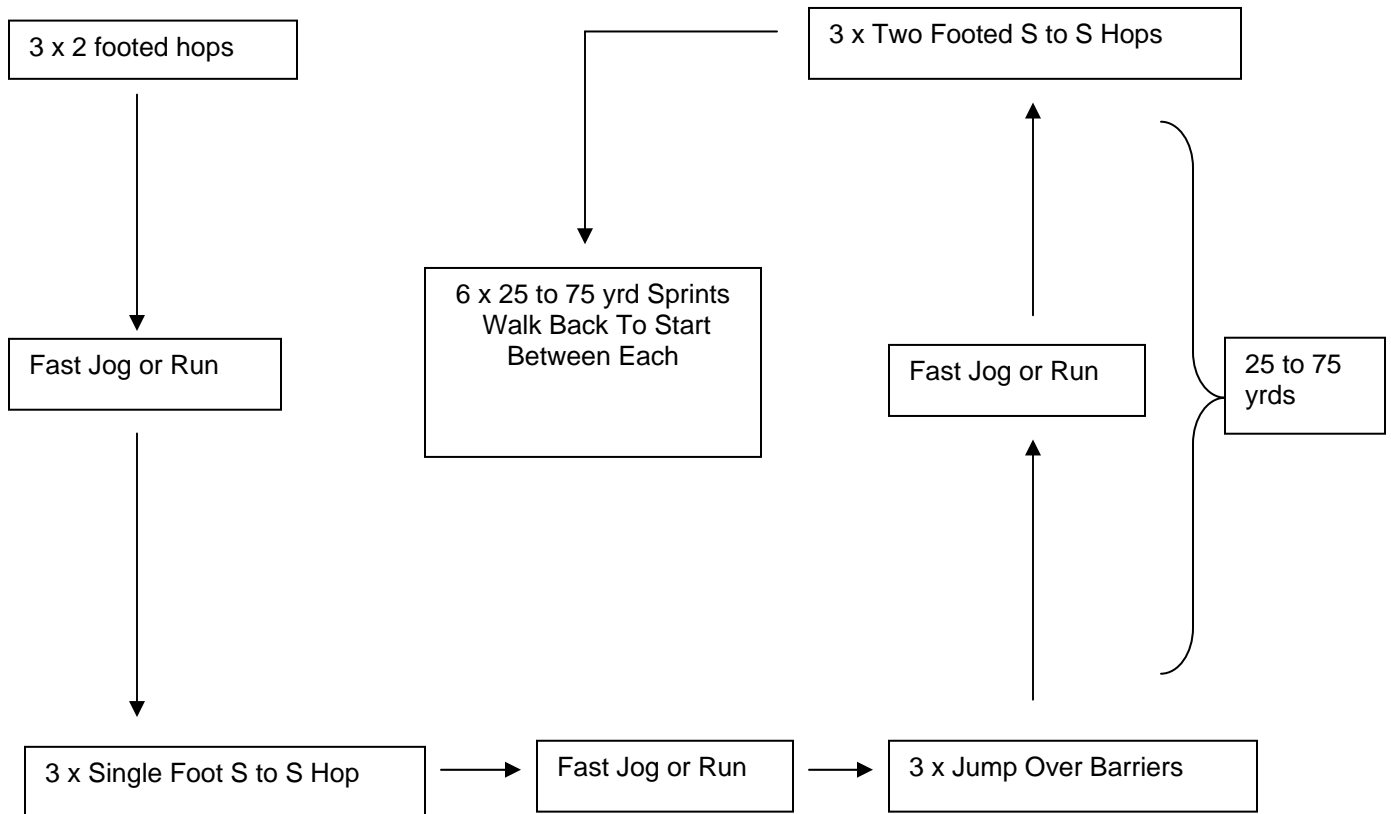 3 x 2 footed hops
3 x Two Footed S to S Hops
6 x 25 to 75 yrd Sprints
Walk Back To Start
Between Each
Fast Jog or Run
Fast Jog or Run
25 to 75
yrds
3 x Single Foot S to S Hop
Fast Jog or Run
3 x Jump Over Barriers